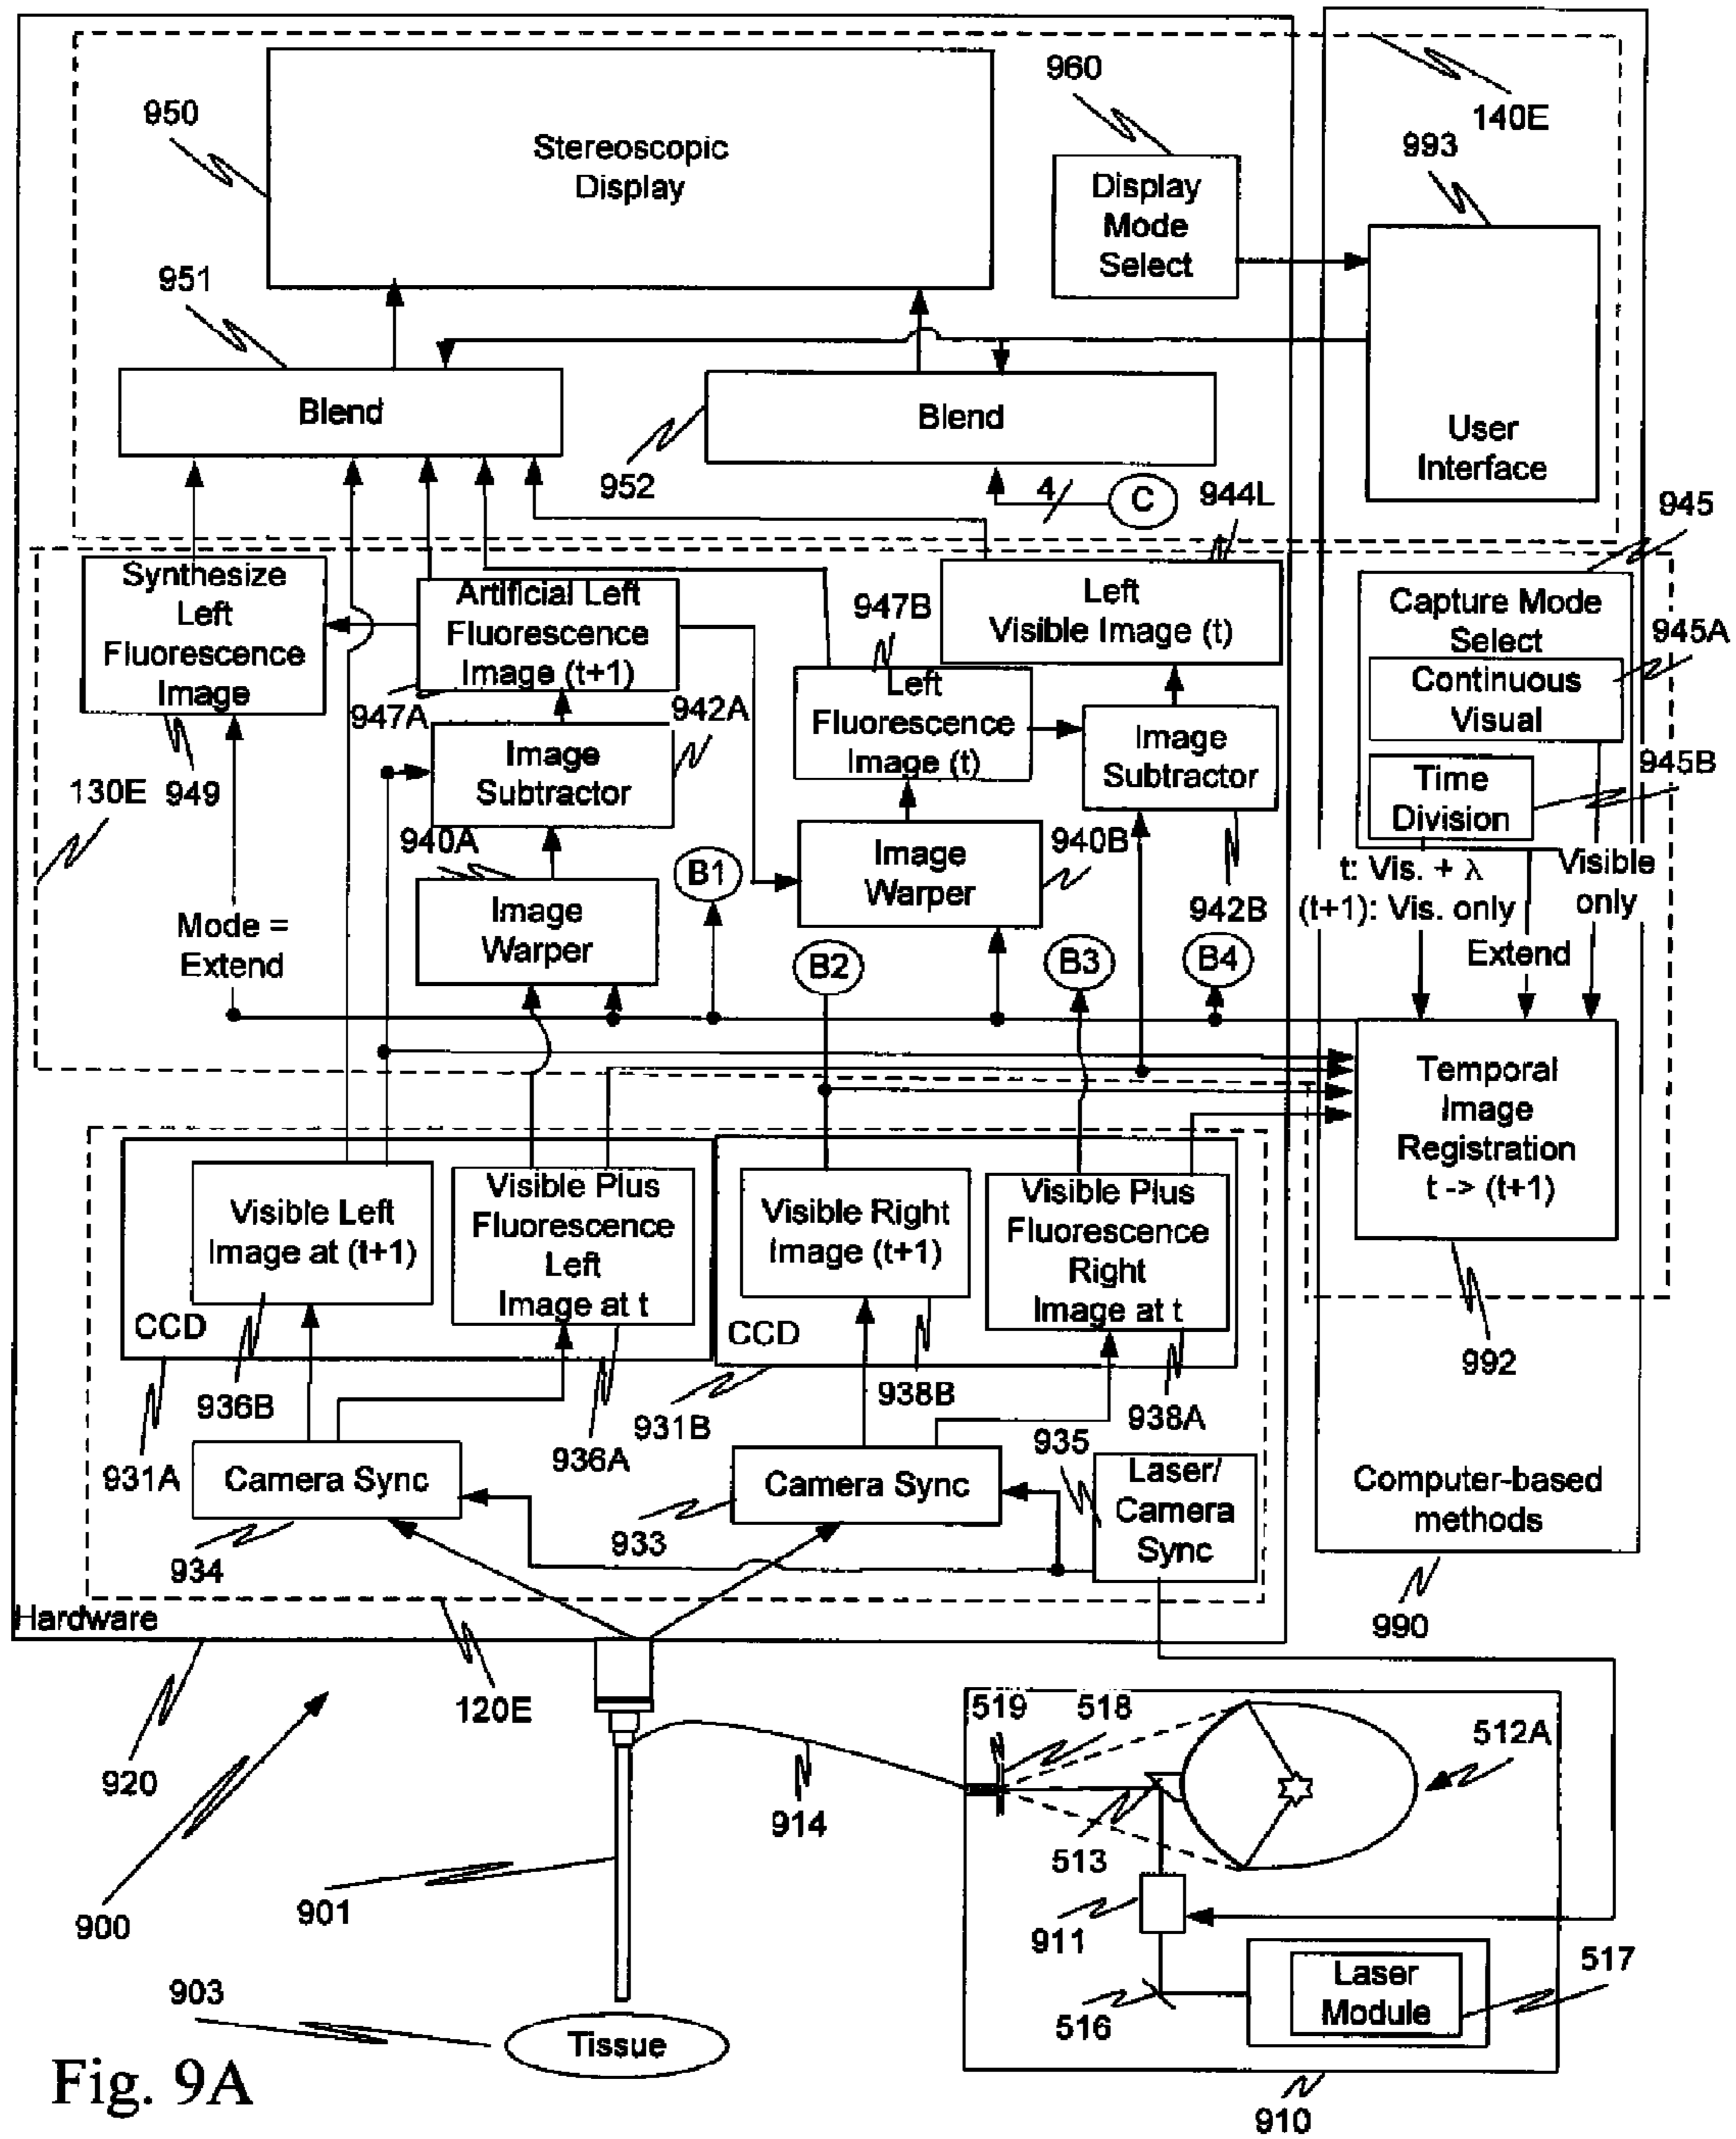 140E
960
950
Stereoscopic
Display
993
Display
Mode
Select
951
User
Interface
Blend
Blend
952
4
C
944L
945
Synthesize
Left
Fluorescence
Image
Artificial Left
Fluorescence
Image (t+1)
947B
Left
Visible Image (t)
Capture Mode
Select
945A
Continuous
Visual
947A
942A
Left
Fluorescence
Image (t)
Image
Subtractor
Image
Subtractor
945B
Time
Division
130E
949
940A
B1
Image
Warper
940B
942B
t: Vis. + λ
(t+1): Vis. only
Visible
only
Extend
Image
Warper
Mode =
Extend
B2
B3
B4
Temporal
Image
Registration
t -> (t+1)
Visible Left
Image at (t+1)
Visible Plus
Fluorescence
Left
Image at t
Visible Right
Image (t+1)
Visible Plus
Fluorescence
Right
Image at t
CCD
CCD
992
936B
931B
938B
938A
931A
936A
935
Camera Sync
Camera Sync
Laser/
Camera
Sync
Computer-based
methods
934
933
Hardware
990
920
120E
519
518
512A
914
513
900
901
911
903
516
Laser
Module
517
Tissue
Fig. 9A
910